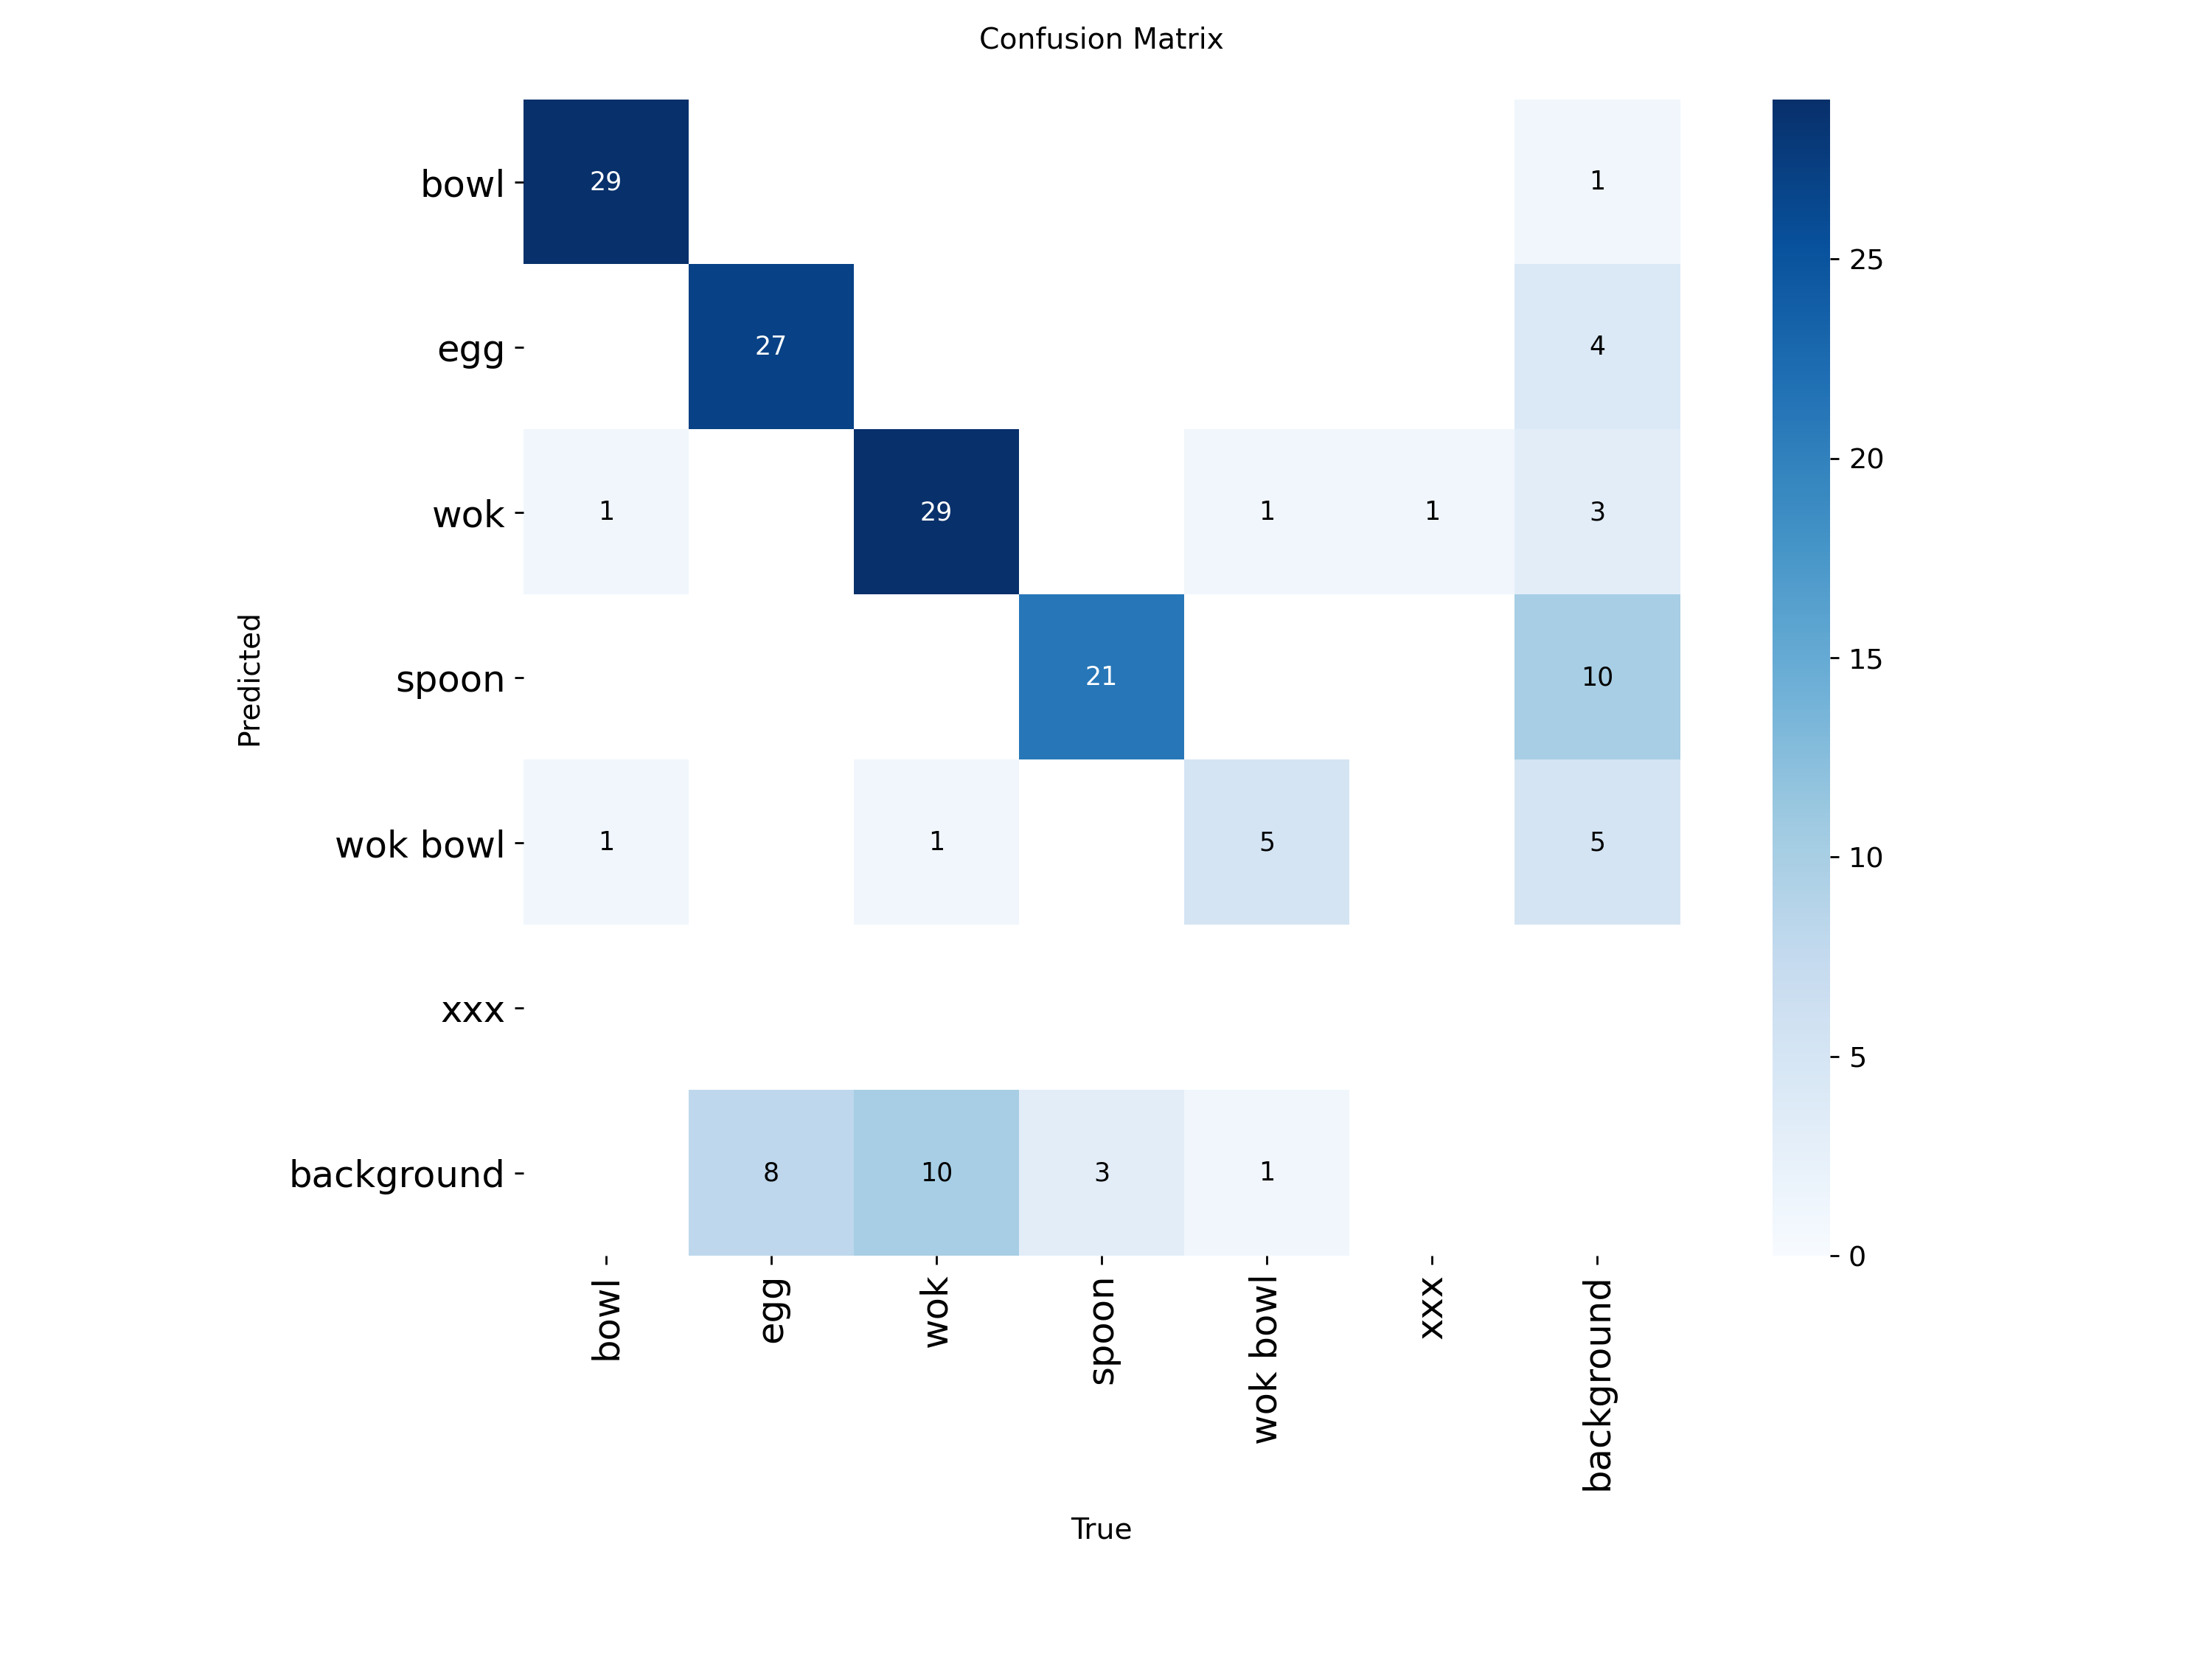 Confusion Matrix
bowl 29 1
egg 27 4
wok 1 29 1 1 3
spoon 21 10
wok bowl 1 1 5 5
xxx
background 8 10 3 1
bowl egg wok spoon wok bowl xxx background
Predicted
True
25
20
15
10
5
0